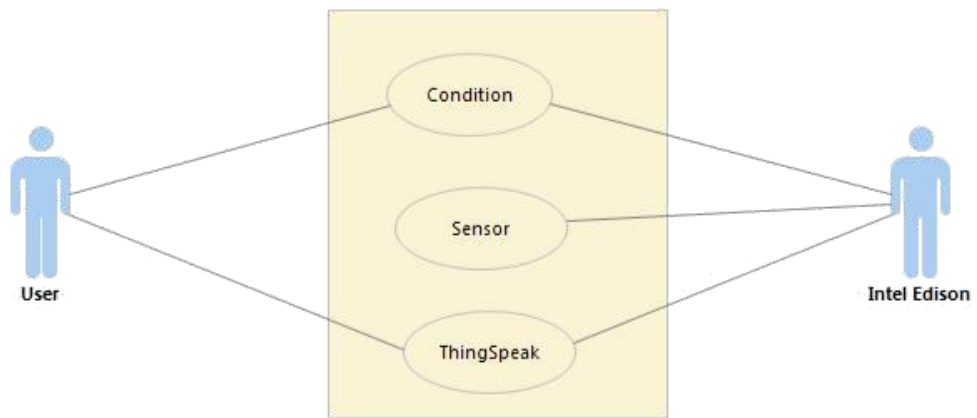 Condition
Sensor
User
Intel Edison
ThingSpeak